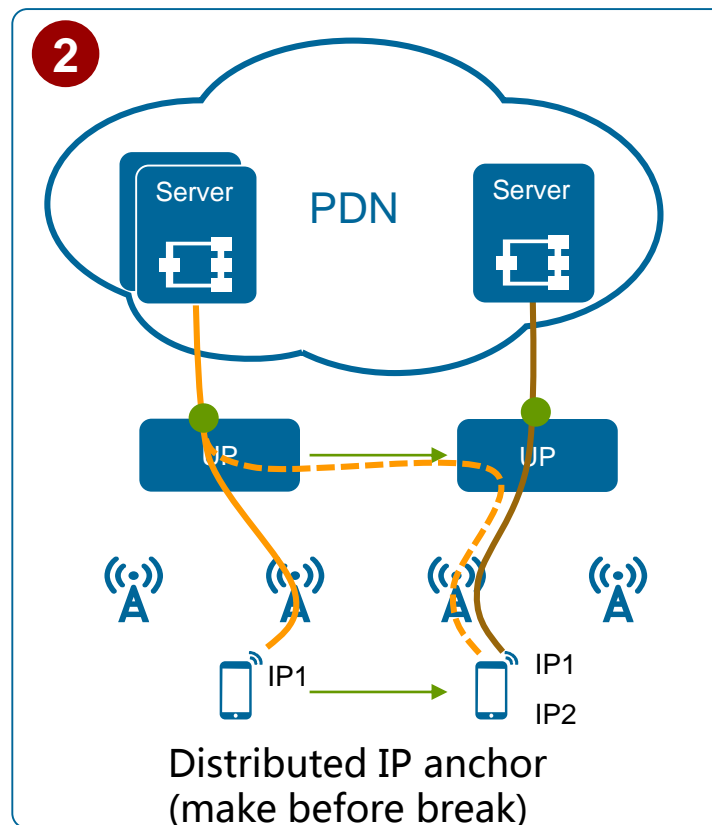 2
Server
Server
PDN
UP
UP
IP1
IP1
IP2
Distributed IP anchor
(make before break)